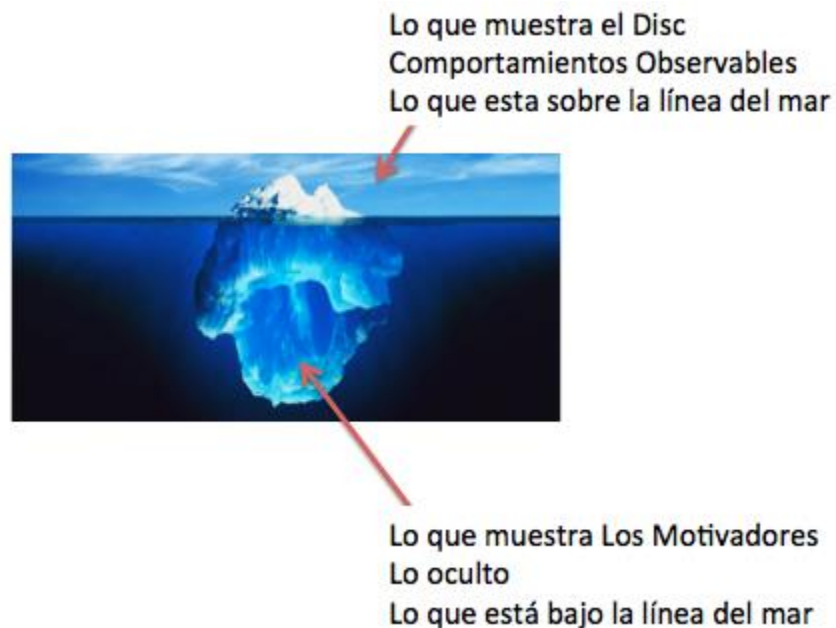 Lo que muestra el Disc
Comportamientos Observables
Lo que esta sobre la línea del mar
Lo que muestra Los Motivadores
Lo oculto
Lo que está bajo la línea del mar